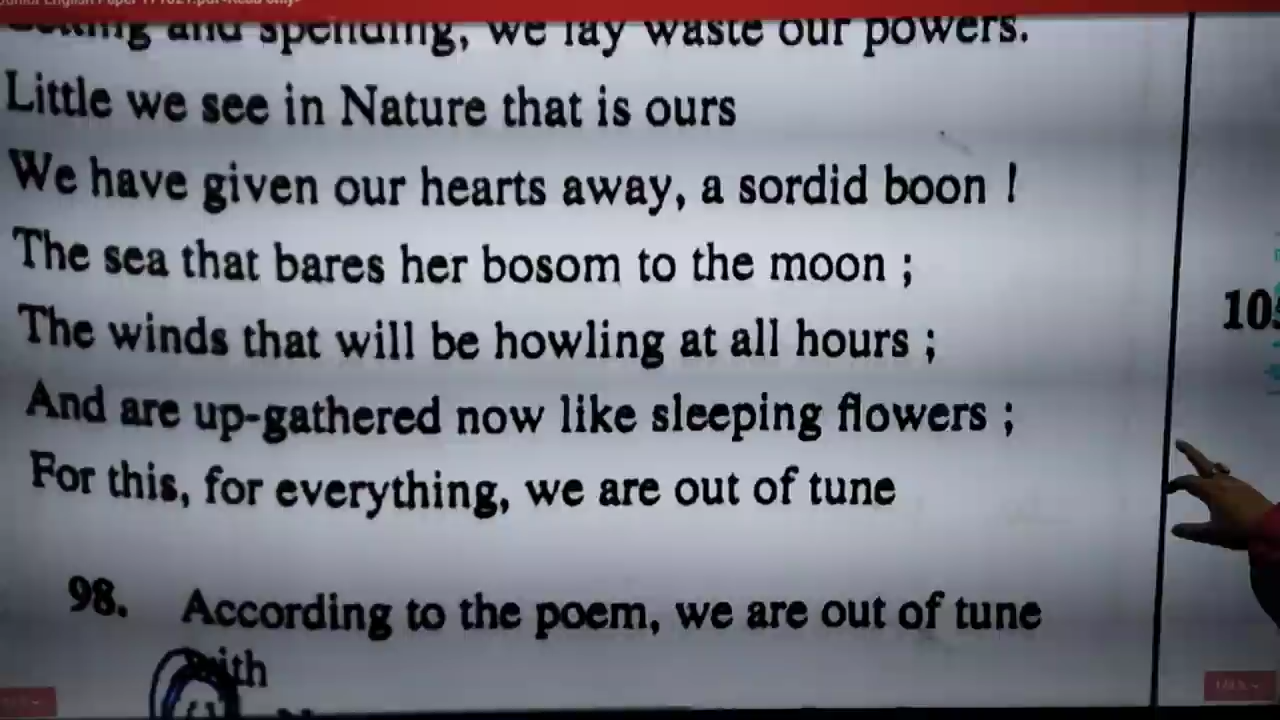 and spending, we lay waste our powers.
Little we see in Nature that is ours
We have given our hearts away, a sordid boon !
The sea that bares her bosom to the moon ;
The winds that will be howling at all hours ;
And are up-gathered now like sleeping flowers ;
For this, for everything, we are out of tune
98. According to the poem, we are out of tune
with
10